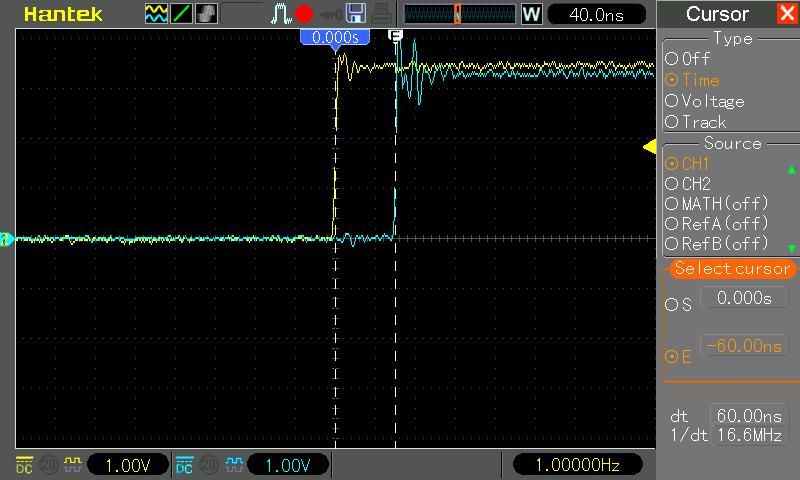 Hantek
W
40.0ns
Cursor
0.000s
E
Type
Off
Time
Voltage
Track
Source
CH1
CH2
MATH(off)
RefA(off)
RefB(off)
Select cursor
S
0.000s
E
-60.00ns
dt
60.00ns
1/dt
16.6MHz
DC
20
1.00V
DC
20
1.00V
1.00000Hz